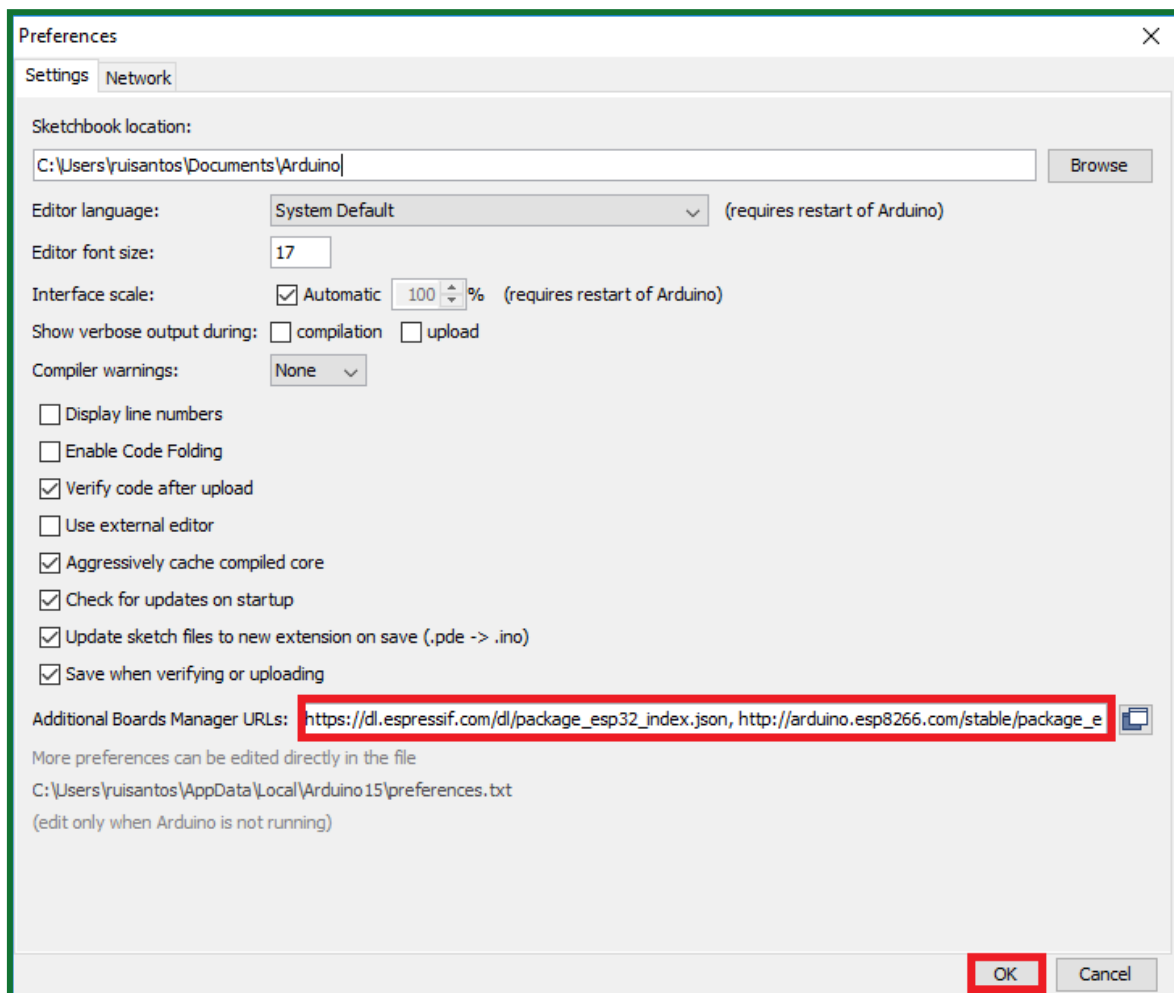 Preferences
Settings Network
Sketchbook location:
C:\Users\ruisantos\Documents\Arduino Browse
Editor language: System Default (requires restart of Arduino)
Editor font size: 17
Interface scale: Automatic 100 % (requires restart of Arduino)
Show verbose output during: compilation upload
Compiler warnings: None
Display line numbers
Enable Code Folding
Verify code after upload
Use external editor
Aggressively cache compiled core
Check for updates on startup
Update sketch files to new extension on save (.pde -> .ino)
Save when verifying or uploading
Additional Boards Manager URLs: https://dl.espressif.com/dl/package_esp32_index.json, http://arduino.esp8266.com/stable/package_e
More preferences can be edited directly in the file
C:\Users\ruisantos\AppData\Local\Arduino15\preferences.txt
(edit only when Arduino is not running)
OK Cancel